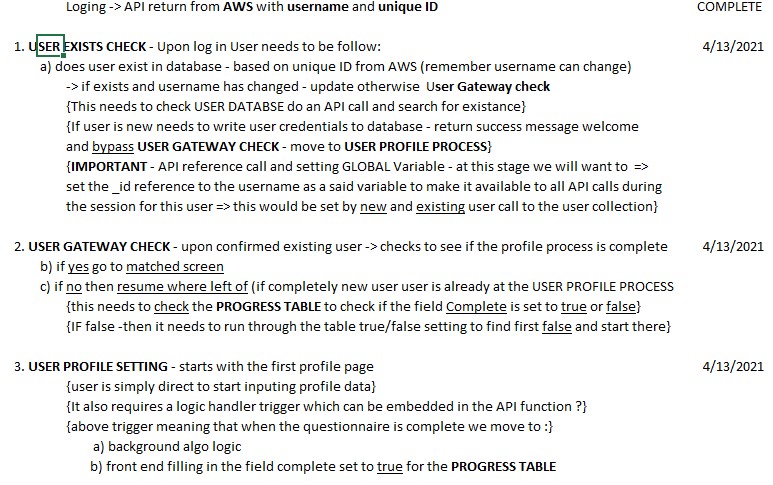 Loging -> API return from AWS with username and unique ID COMPLETE
1. USER EXISTS CHECK - Upon log in User needs to be follow: 4/13/2021
a) does user exist in database - based on unique ID from AWS (remember username can change)
-> if exists and username has changed - update otherwise User Gateway check
{This needs to check USER DATABSE do an API call and search for existance}
{If user is new needs to write user credentials to database - return success message welcome
and bypass USER GATEWAY CHECK - move to USER PROFILE PROCESS}
{IMPORTANT - API reference call and setting GLOBAL Variable - at this stage we will want to =>
set the _id reference to the username as a said variable to make it available to all API calls during
the session for this user => this would be set by new and existing user call to the user collection}
2. USER GATEWAY CHECK - upon confirmed existing user -> checks to see if the profile process is complete 4/13/2021
b) if yes go to matched screen
c) if no then resume where left of (if completely new user user is already at the USER PROFILE PROCESS
{this needs to check the PROGRESS TABLE to check if the field Complete is set to true or false}
{IF false -then it needs to run through the table true/false setting to find first false and start there}
3. USER PROFILE SETTING - starts with the first profile page 4/13/2021
{user is simply direct to start inputing profile data}
{It also requires a logic handler trigger which can be embedded in the API function ?}
{above trigger meaning that when the questionnaire is complete we move to :}
a) background algo logic
b) front end filling in the field complete set to true for the PROGRESS TABLE